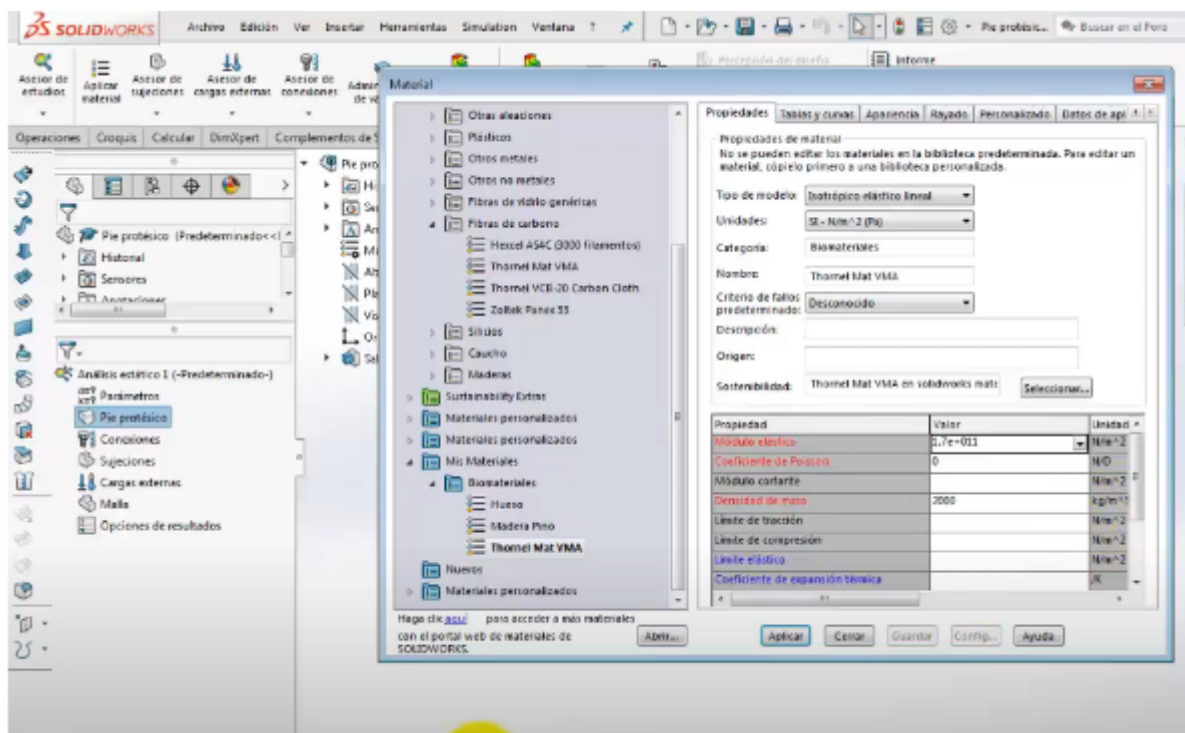 SOLIDWORKS
Archivo Edición Ver Insertar Herramientas Simulation Ventana ?
Pie protésic...
Buscar en el Foro
Asesor de estudios
Aplicar material
Asesor de sujeciones
Asesor de cargas externas
Asesor de conexiones
Percepción del diseño
Informe
Operaciones Croquis Calcular DimXpert Complementos de S
Pie protésico (Predeterminado<<
Historial
Sensores
Anotaciones
Análisis estático 1 (-Predeterminado-)
Parámetros
Pie protésico
Conexiones
Sujeciones
Cargas externas
Malla
Opciones de resultados
Pie pro
Hi
Se
An
Material
Otras aleaciones
Plásticos
Otros metales
Otros no metales
Fibras de vidrio genéricas
Fibras de carbono
Hexcel AS4C (3000 filamentos)
Thornel Mat VMA
Thornel VCB-20 Carbon Cloth
Zoltek Panex 33
Silicios
Caucho
Maderas
Sustainability Extras
Materiales personalizados
Materiales personalizados
Mis Materiales
Biomateriales
Hueso
Madera Pino
Thornel Mat VMA
Nuevos
Materiales personalizados
Haga clic aquí para acceder a más materiales
con el portal web de materiales de
SOLIDWORKS.
Abrir...
Propiedades Tablas y curvas Apariencia Rayado Personalizado Datos de apl
Propiedades de material
No se pueden editar los materiales en la biblioteca predeterminada. Para editar un
material, cópielo primero a una biblioteca personalizada.
Tipo de modelo: Isotrópico elástico lineal
Unidades: SI - N/m^2 (Pa)
Categoría: Biomateriales
Nombre: Thornel Mat VMA
Criterio de fallos predeterminado: Desconocido
Descripción:
Origen:
Sostenibilidad: Thornel Mat VMA en solidworks mate Seleccionar...
Propiedad Valor Unidad
Módulo elástico 1.7e+011 N/m^2
Coeficiente de Poisson 0 N/D
Módulo cortante N/m^2
Densidad de masa 2000 kg/m^3
Límite de tracción N/m^2
Límite de compresión N/m^2
Límite elástico N/m^2
Coeficiente de expansión térmica /K
Aplicar Cerrar Guardar Config... Ayuda